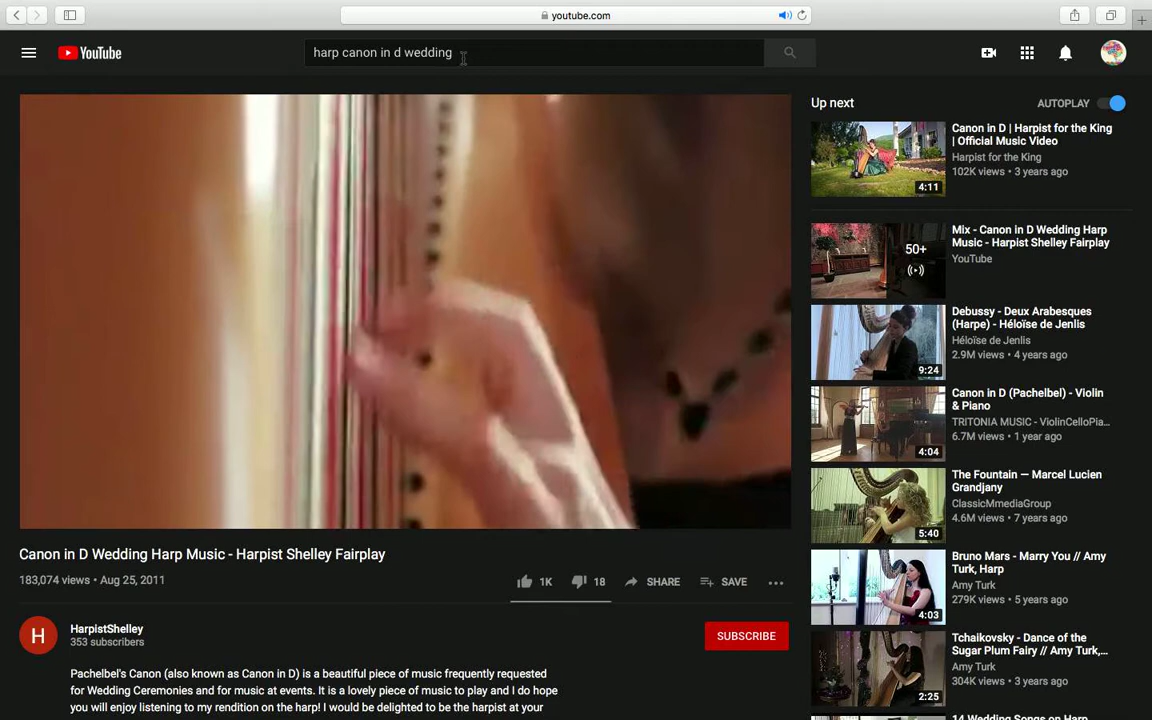 youtube.com
YouTube
harp canon in d wedding
Up next
AUTOPLAY
Canon in D | Harpist for the King
| Official Music Video
Harpist for the King
102K views • 3 years ago
4:11
Mix - Canon in D Wedding Harp
Music - Harpist Shelley Fairplay
YouTube
50+
Debussy - Deux Arabesques
(Harpe) - Héloïse de Jenlis
Héloïse de Jenlis
2.9M views • 4 years ago
9:24
Canon in D (Pachelbel) - Violin
& Piano
TRITONIA MUSIC - ViolinCelloPia...
6.7M views • 1 year ago
4:04
The Fountain — Marcel Lucien
Grandjany
ClassicMmediaGroup
4.6M views • 7 years ago
5:40
Bruno Mars - Marry You // Amy
Turk, Harp
Amy Turk
279K views • 5 years ago
4:03
Tchaikovsky - Dance of the
Sugar Plum Fairy // Amy Turk,...
Amy Turk
304K views • 3 years ago
2:25
14 Wedding Songs on Harp
Canon in D Wedding Harp Music - Harpist Shelley Fairplay
183,074 views • Aug 25, 2011
1K
18
SHARE
SAVE
H
HarpistShelley
353 subscribers
SUBSCRIBE
Pachelbel's Canon (also known as Canon in D) is a beautiful piece of music frequently requested
for Wedding Ceremonies and for music at events. It is a lovely piece of music to play and I do hope
you will enjoy listening to my rendition on the harp! I would be delighted to be the harpist at your